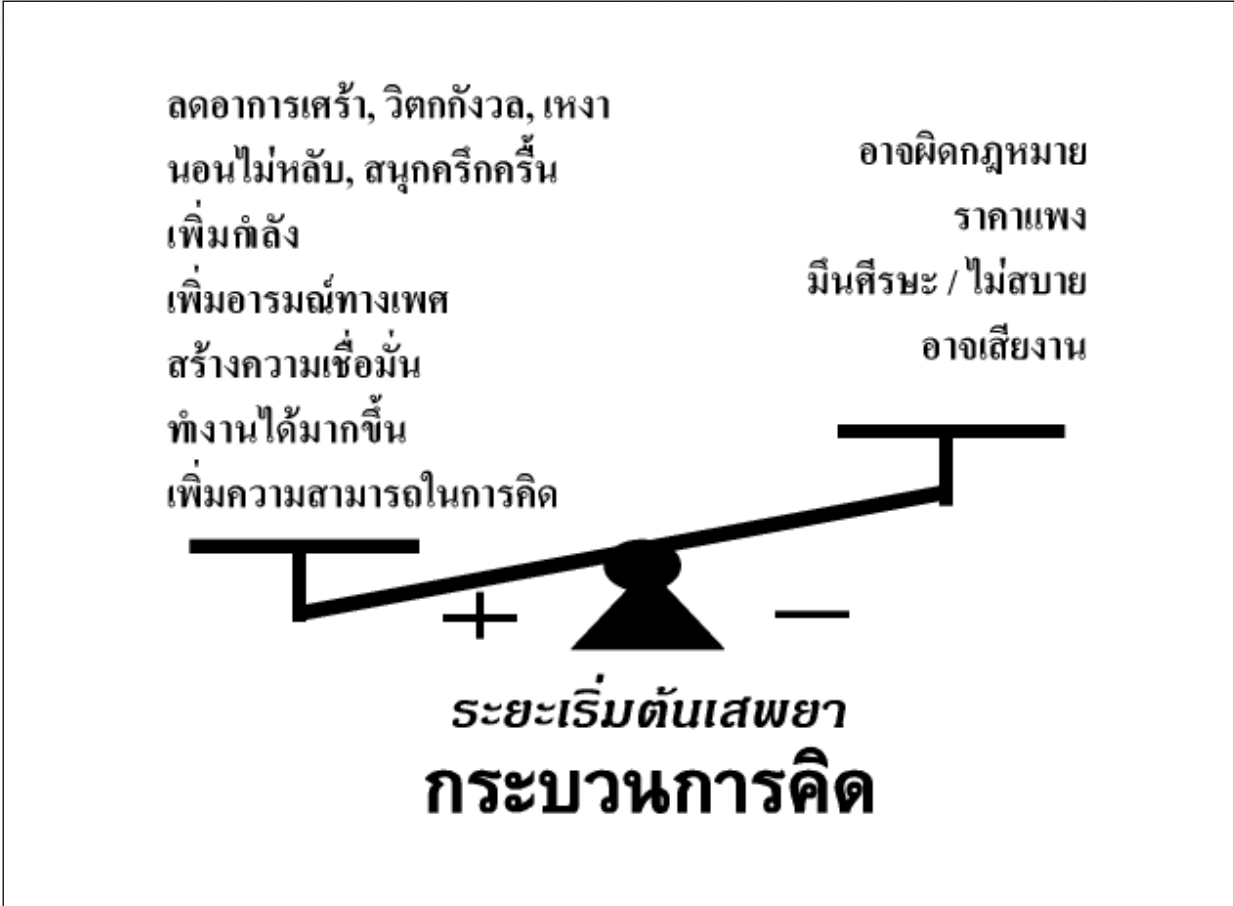 ลดอาการเศร้า, วิตกกังวล, เหงา
นอนไม่หลับ, สนุกครึกครื้น
เพิ่มกำลัง
เพิ่มอารมณ์ทางเพศ
สร้างความเชื่อมั่น
ทำงานได้มากขึ้น
เพิ่มความสามารถในการคิด
อาจผิดกฎหมาย
ราคาแพง
มึนศีรษะ / ไม่สบาย
อาจเสียงาน
+ —
ระยะเริ่มต้นเสพยา
กระบวนการคิด